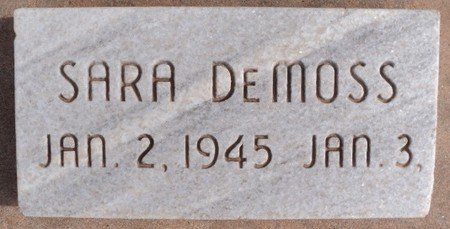 SARA DEMOSS
JAN. 2, 1945 JAN. 3,